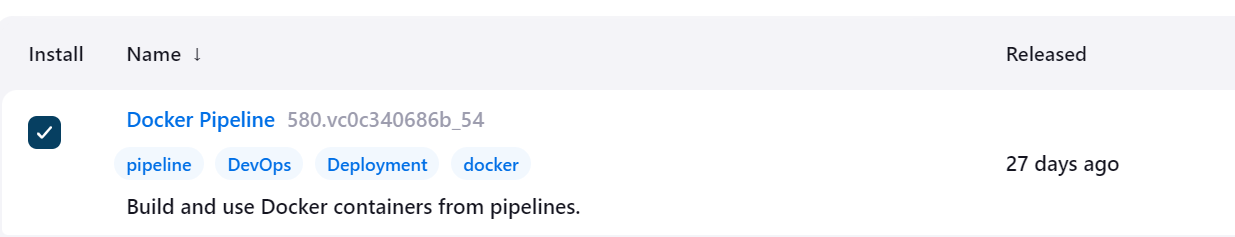 Install Name ↓ Released
Docker Pipeline 580.vc0c340686b_54
pipeline DevOps Deployment docker
27 days ago
Build and use Docker containers from pipelines.